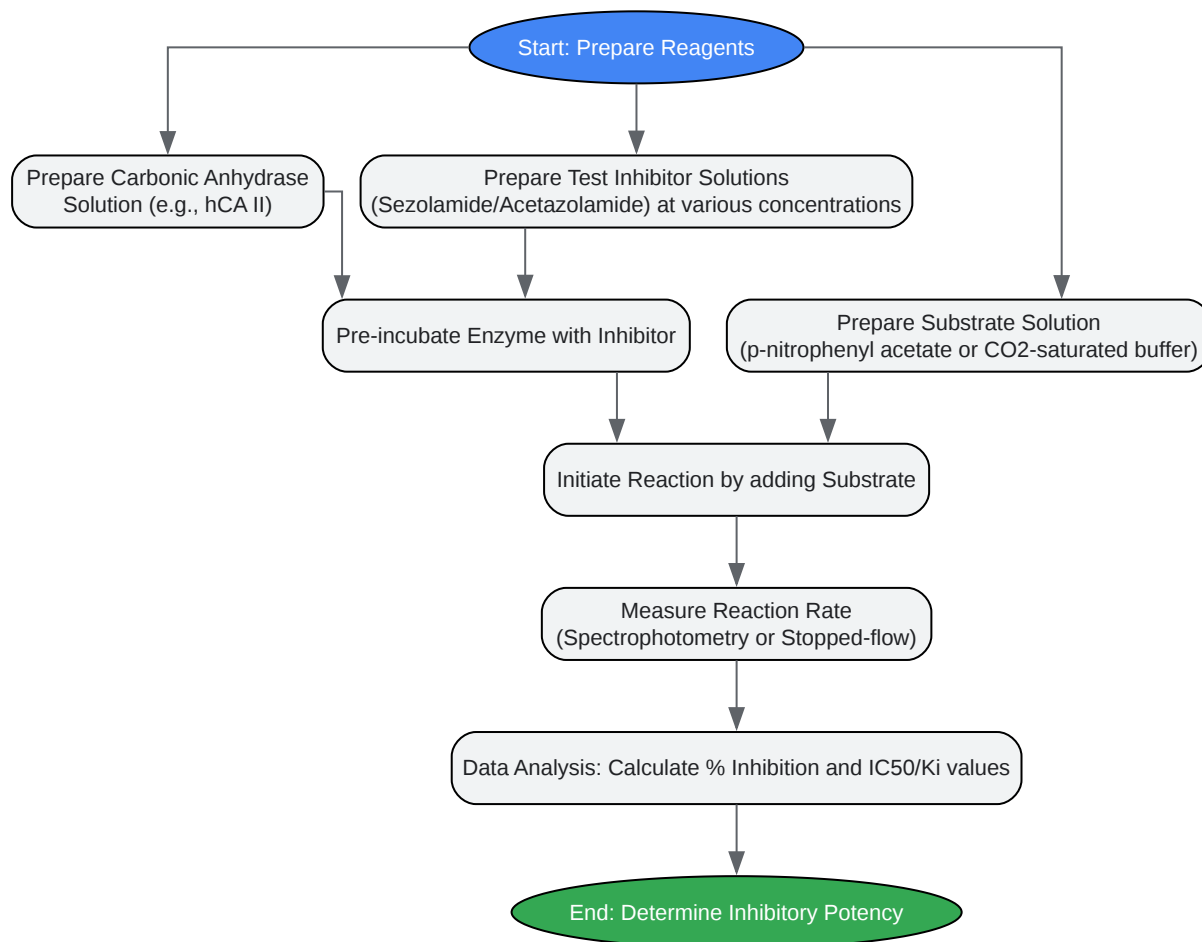 Start: Prepare Reagents
Prepare Carbonic Anhydrase
Solution (e.g., hCA II)
Prepare Test Inhibitor Solutions
(Sezolamide/Acetazolamide) at various concentrations
Pre-incubate Enzyme with Inhibitor
Prepare Substrate Solution
(p-nitrophenyl acetate or CO2-saturated buffer)
Initiate Reaction by adding Substrate
Measure Reaction Rate
(Spectrophotometry or Stopped-flow)
Data Analysis: Calculate % Inhibition and IC50/Ki values
End: Determine Inhibitory Potency